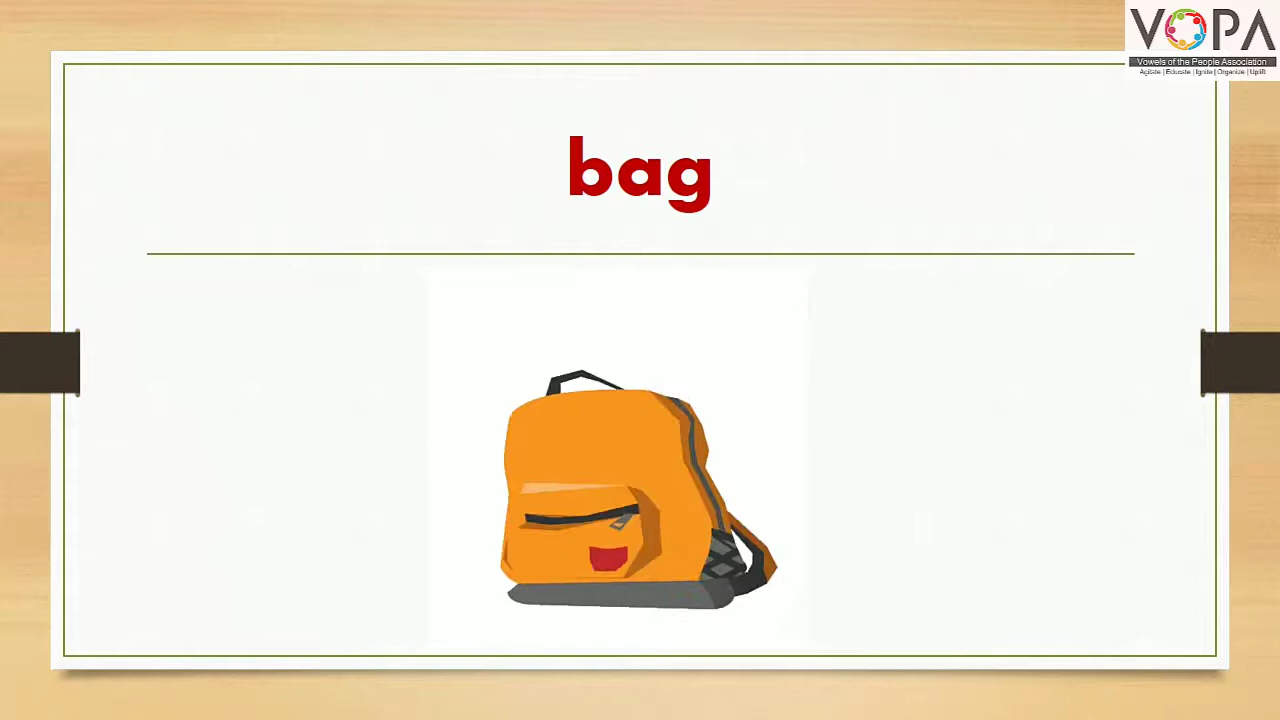 VOPA
Vowels of the People Association
Agitate | Educate | Ignite | Organize | Uplift
bag